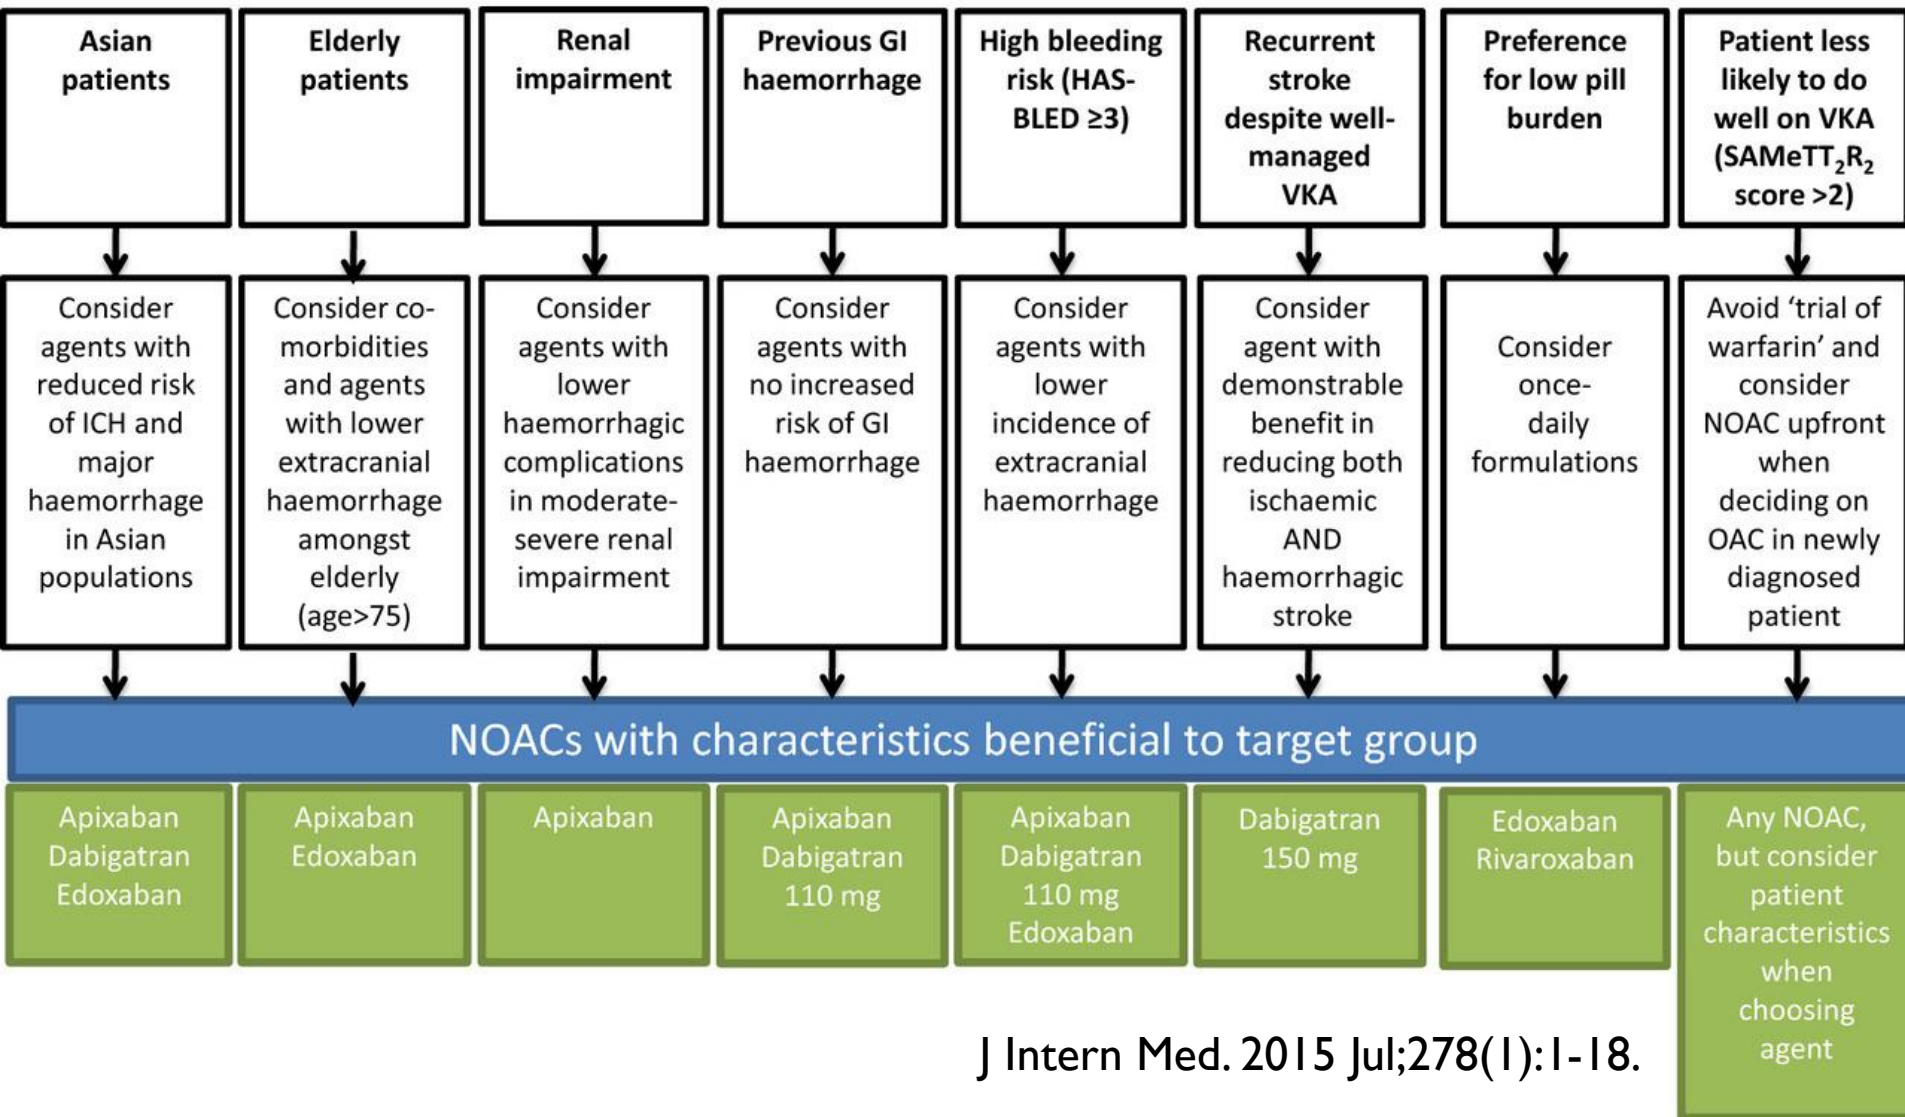 Asian
patients
Elderly
patients
Renal
impairment
Previous GI
haemorrhage
High bleeding
risk (HAS-
BLED ≥3)
Recurrent
stroke
despite well-
managed
VKA
Preference
for low pill
burden
Patient less
likely to do
well on VKA
(SAMeTT₂R₂
score >2)
Consider
agents with
reduced risk
of ICH and
major
haemorrhage
in Asian
populations
Consider co-
morbidities
and agents
with lower
extracranial
haemorrhage
amongst
elderly
(age>75)
Consider
agents with
lower
haemorrhagic
complications
in moderate-
severe renal
impairment
Consider
agents with
no increased
risk of GI
haemorrhage
Consider
agents with
lower
incidence of
extracranial
haemorrhage
Consider
agent with
demonstrable
benefit in
reducing both
ischaemic
AND
haemorrhagic
stroke
Consider
once-
daily
formulations
Avoid ‘trial of
warfarin’ and
consider
NOAC upfront
when
deciding on
OAC in newly
diagnosed
patient
NOACs with characteristics beneficial to target group
Apixaban
Dabigatran
Edoxaban
Apixaban
Edoxaban
Apixaban
Apixaban
Dabigatran
110 mg
Apixaban
Dabigatran
110 mg
Edoxaban
Dabigatran
150 mg
Edoxaban
Rivaroxaban
Any NOAC,
but consider
patient
characteristics
when
choosing
agent
J Intern Med. 2015 Jul;278(1):1-18.